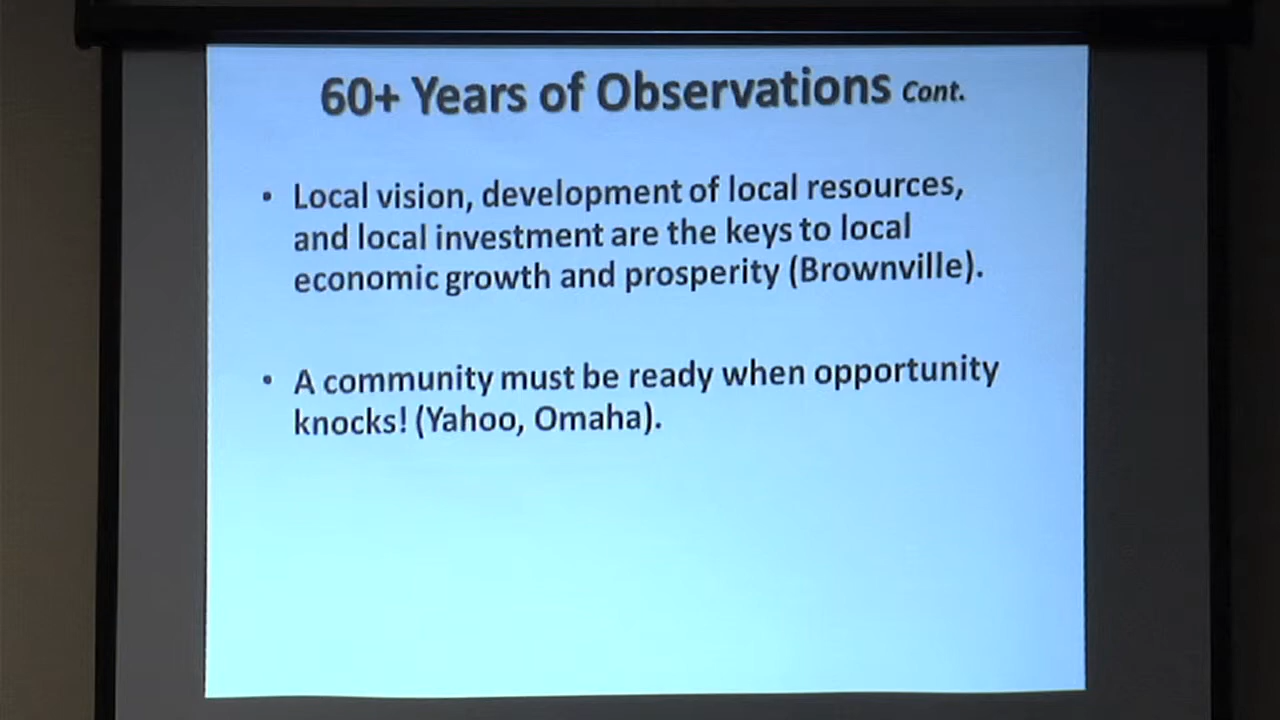 60+ Years of Observations Cont.
• Local vision, development of local resources,
and local investment are the keys to local
economic growth and prosperity (Brownville).
• A community must be ready when opportunity
knocks! (Yahoo, Omaha).